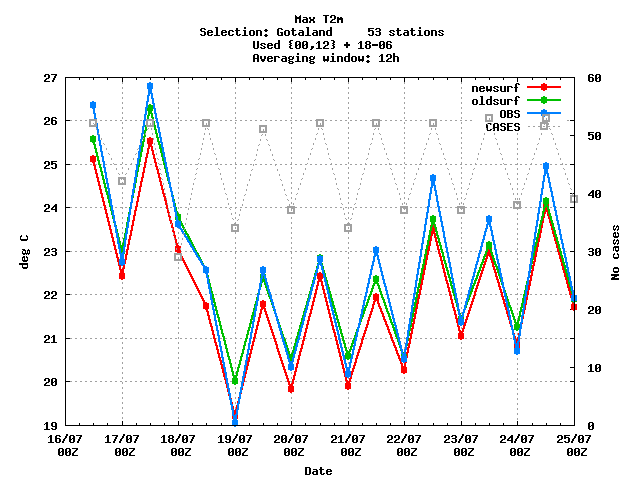 Max T2m
Selection: Gotaland     53 stations
Used {00,12} + 18-06
Averaging window: 12h
27 60
newsurf
oldsurf
OBS
CASES
26 50
25
24 40
deg C
No cases
23 30
22 20
21
20 10
19 0
16/07 17/07 18/07 19/07 20/07 21/07 22/07 23/07 24/07 25/07
00Z 00Z 00Z 00Z 00Z 00Z 00Z 00Z 00Z 00Z
Date